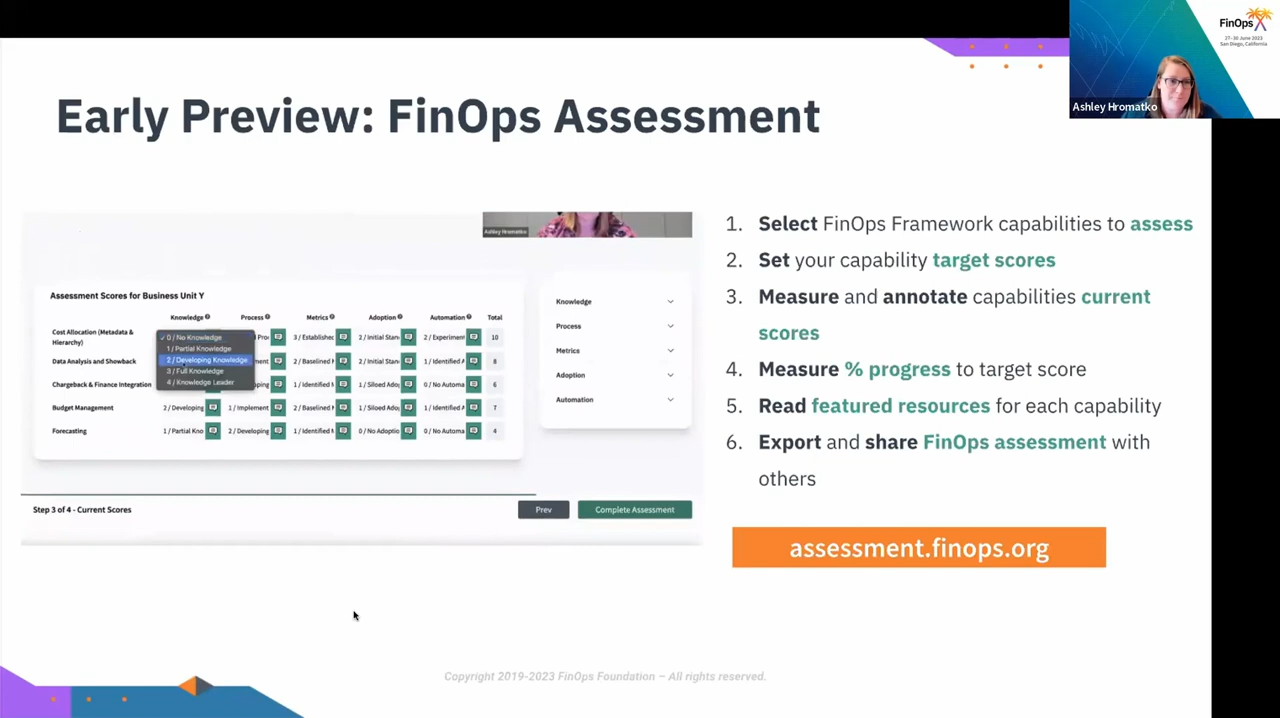 FinOps X
27-30 June 2023
San Diego, California
Ashley Hromatko
Early Preview: FinOps Assessment
Ashley Hromatko
Assessment Scores for Business Unit Y
Knowledge Process Metrics Adoption Automation Total
Cost Allocation (Metadata &
Hierarchy)
3 / Establishe 2 / Initial Stan 2 / Experiment 10
✓ 0 / No Knowledge
1 / Partial Knowledge
2 / Developing Knowledge
3 / Full Knowledge
4 / Knowledge Leader
Data Analysis and Showback 2 / Baselined M 2 / Initial Stan 1 / Identified A 8
Chargeback & Finance Integration 1 / Identified M 1 / Siloed Adop 0 / No Automa 6
Budget Management 2 / Developing 1 / Implement 2 / Baselined M 1 / Siloed Adop 1 / Identified A 7
Forecasting 1 / Partial Kno 2 / Developing 1 / Identified M 0 / No Adoptio 0 / No Automa 4
Knowledge
Process
Metrics
Adoption
Automation
Step 3 of 4 - Current Scores
Prev
Complete Assessment
1. Select FinOps Framework capabilities to assess
2. Set your capability target scores
3. Measure and annotate capabilities current
scores
4. Measure % progress to target score
5. Read featured resources for each capability
6. Export and share FinOps assessment with
others
assessment.finops.org
Copyright 2019-2023 FinOps Foundation – All rights reserved.